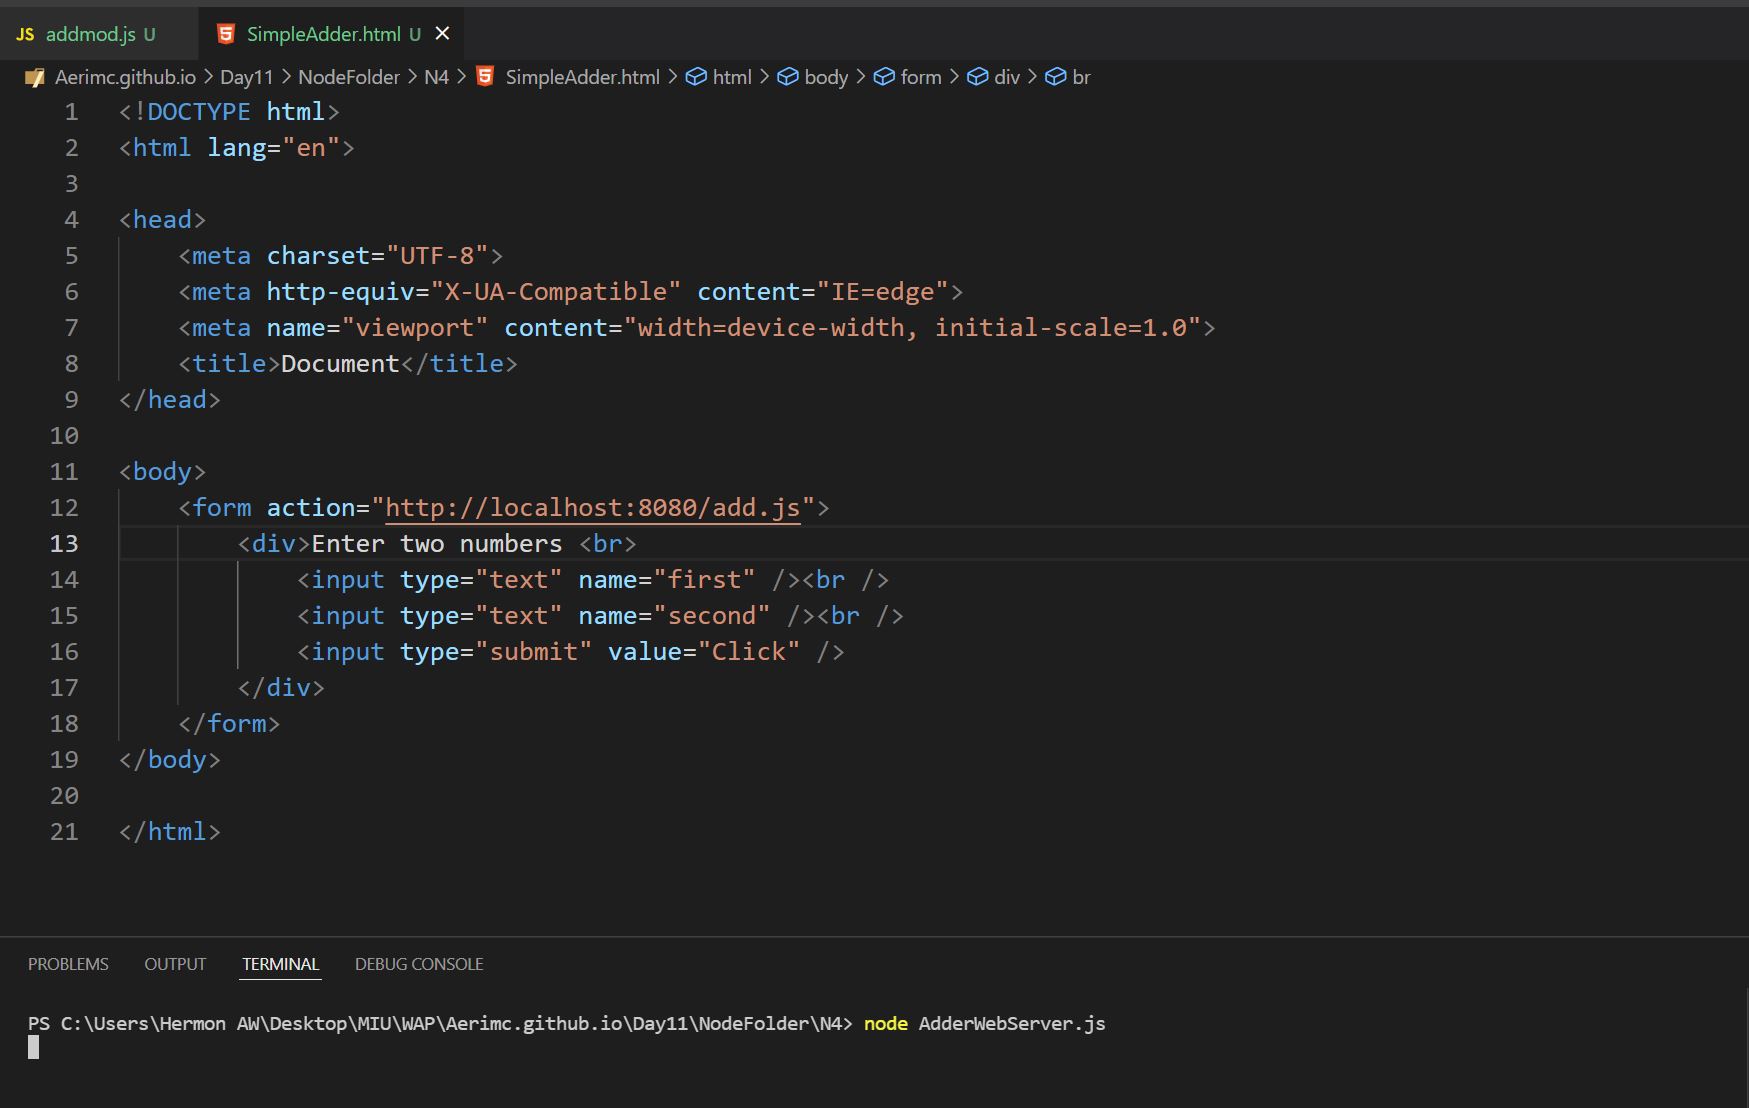 JS addmod.js U SimpleAdder.html U
Aerimc.github.io > Day11 > NodeFolder > N4 > SimpleAdder.html > html > body > form > div > br
1 <!DOCTYPE html>
2 <html lang="en">
3
4 <head>
5     <meta charset="UTF-8">
6     <meta http-equiv="X-UA-Compatible" content="IE=edge">
7     <meta name="viewport" content="width=device-width, initial-scale=1.0">
8     <title>Document</title>
9 </head>
10
11 <body>
12     <form action="http://localhost:8080/add.js">
13         <div>Enter two numbers <br>
14             <input type="text" name="first" /><br />
15             <input type="text" name="second" /><br />
16             <input type="submit" value="Click" />
17         </div>
18     </form>
19 </body>
20
21 </html>
PROBLEMS OUTPUT TERMINAL DEBUG CONSOLE
PS C:\Users\Hermon AW\Desktop\MIU\WAP\Aerimc.github.io\Day11\NodeFolder\N4> node AdderWebServer.js